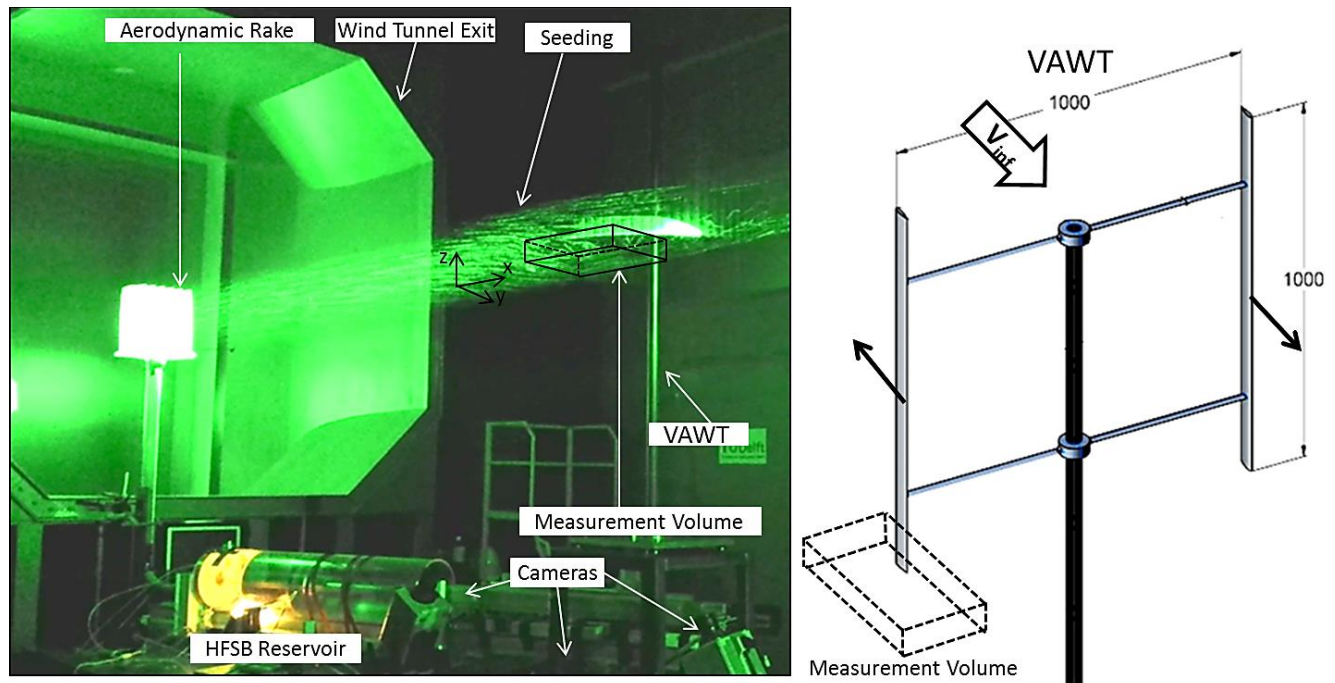 Aerodynamic Rake
Wind Tunnel Exit
Seeding
z
x
y
VAWT
Measurement Volume
Cameras
HFSB Reservoir
VAWT
1000
V inf
1000
Measurement Volume